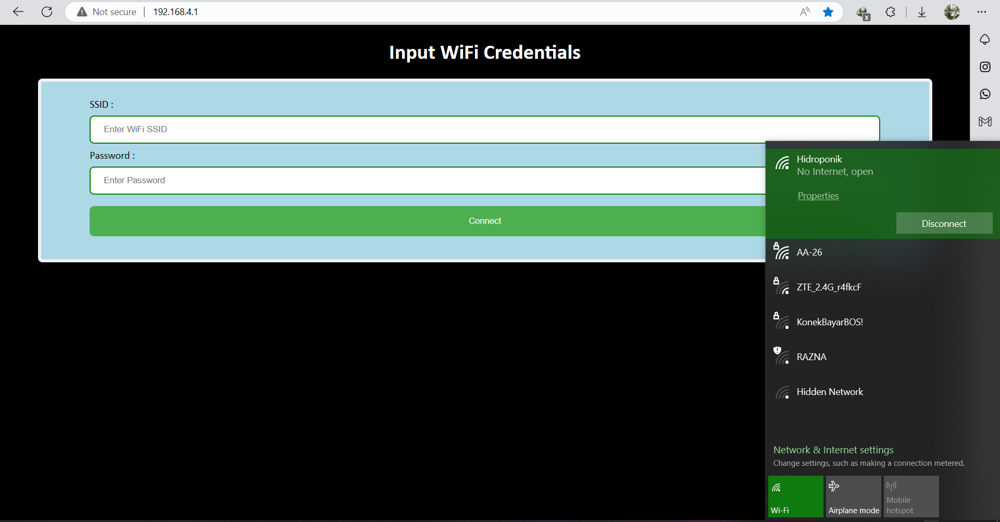 Not secure
192.168.4.1
Input WiFi Credentials
SSID :
Enter WiFi SSID
Password :
Enter Password
Connect
Hidroponik
No Internet, open
Properties
Disconnect
AA-26
ZTE_2.4G_r4fkcF
KonekBayarBOS!
RAZNA
Hidden Network
Network & Internet settings
Change settings, such as making a connection metered.
Wi-Fi
Airplane mode
Mobile
hotspot